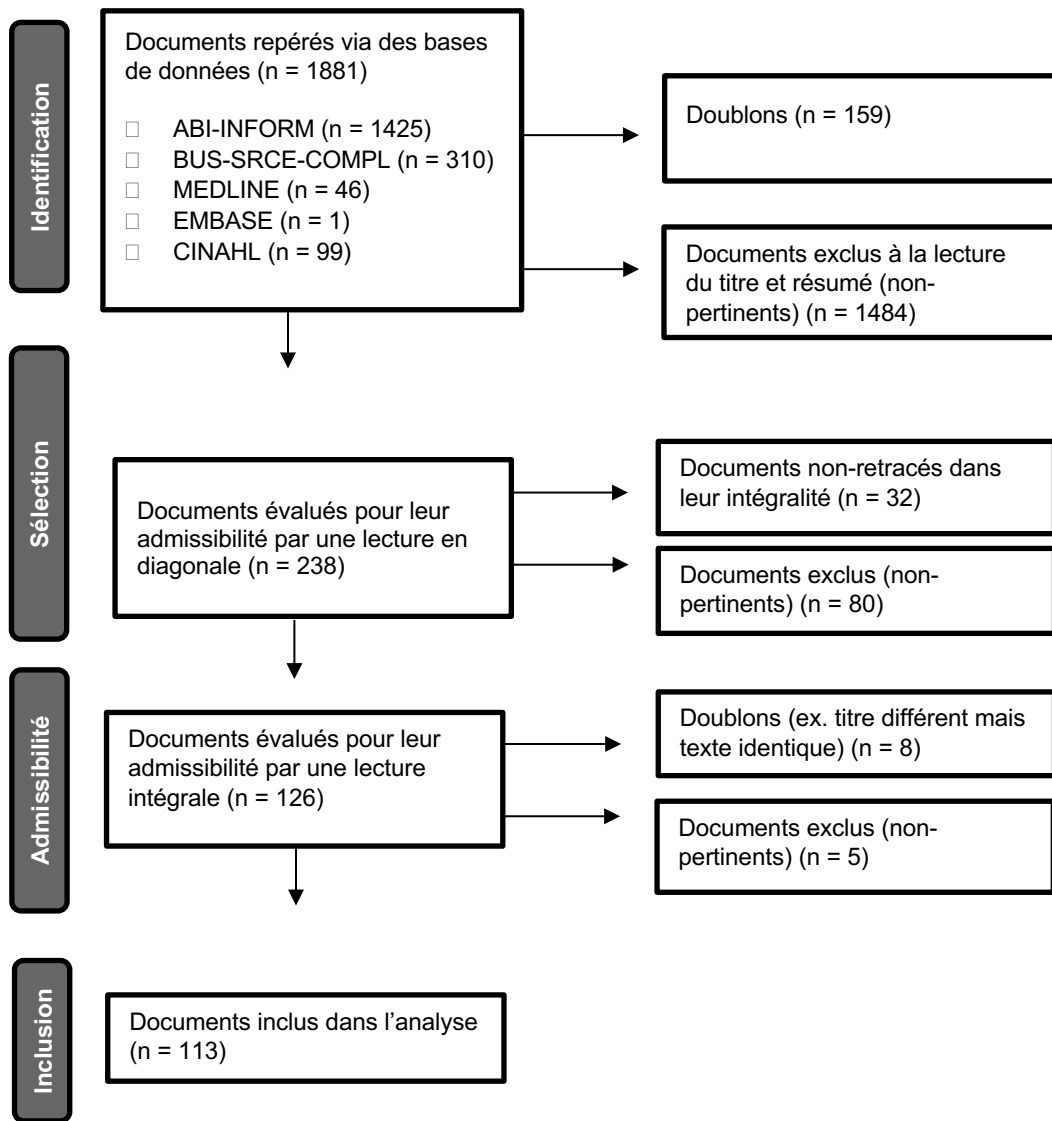 Identification
Documents repérés via des bases
de données (n = 1881)
ABI-INFORM (n = 1425)
BUS-SRCE-COMPL (n = 310)
MEDLINE (n = 46)
EMBASE (n = 1)
CINAHL (n = 99)
Doublons (n = 159)
Documents exclus à la lecture
du titre et résumé (non-
pertinents) (n = 1484)
Sélection
Documents évalués pour leur
admissibilité par une lecture en
diagonale (n = 238)
Documents non-retracés dans
leur intégralité (n = 32)
Documents exclus (non-
pertinents) (n = 80)
Admissibilité
Documents évalués pour leur
admissibilité par une lecture
intégrale (n = 126)
Doublons (ex. titre différent mais
texte identique) (n = 8)
Documents exclus (non-
pertinents) (n = 5)
Inclusion
Documents inclus dans l’analyse
(n = 113)